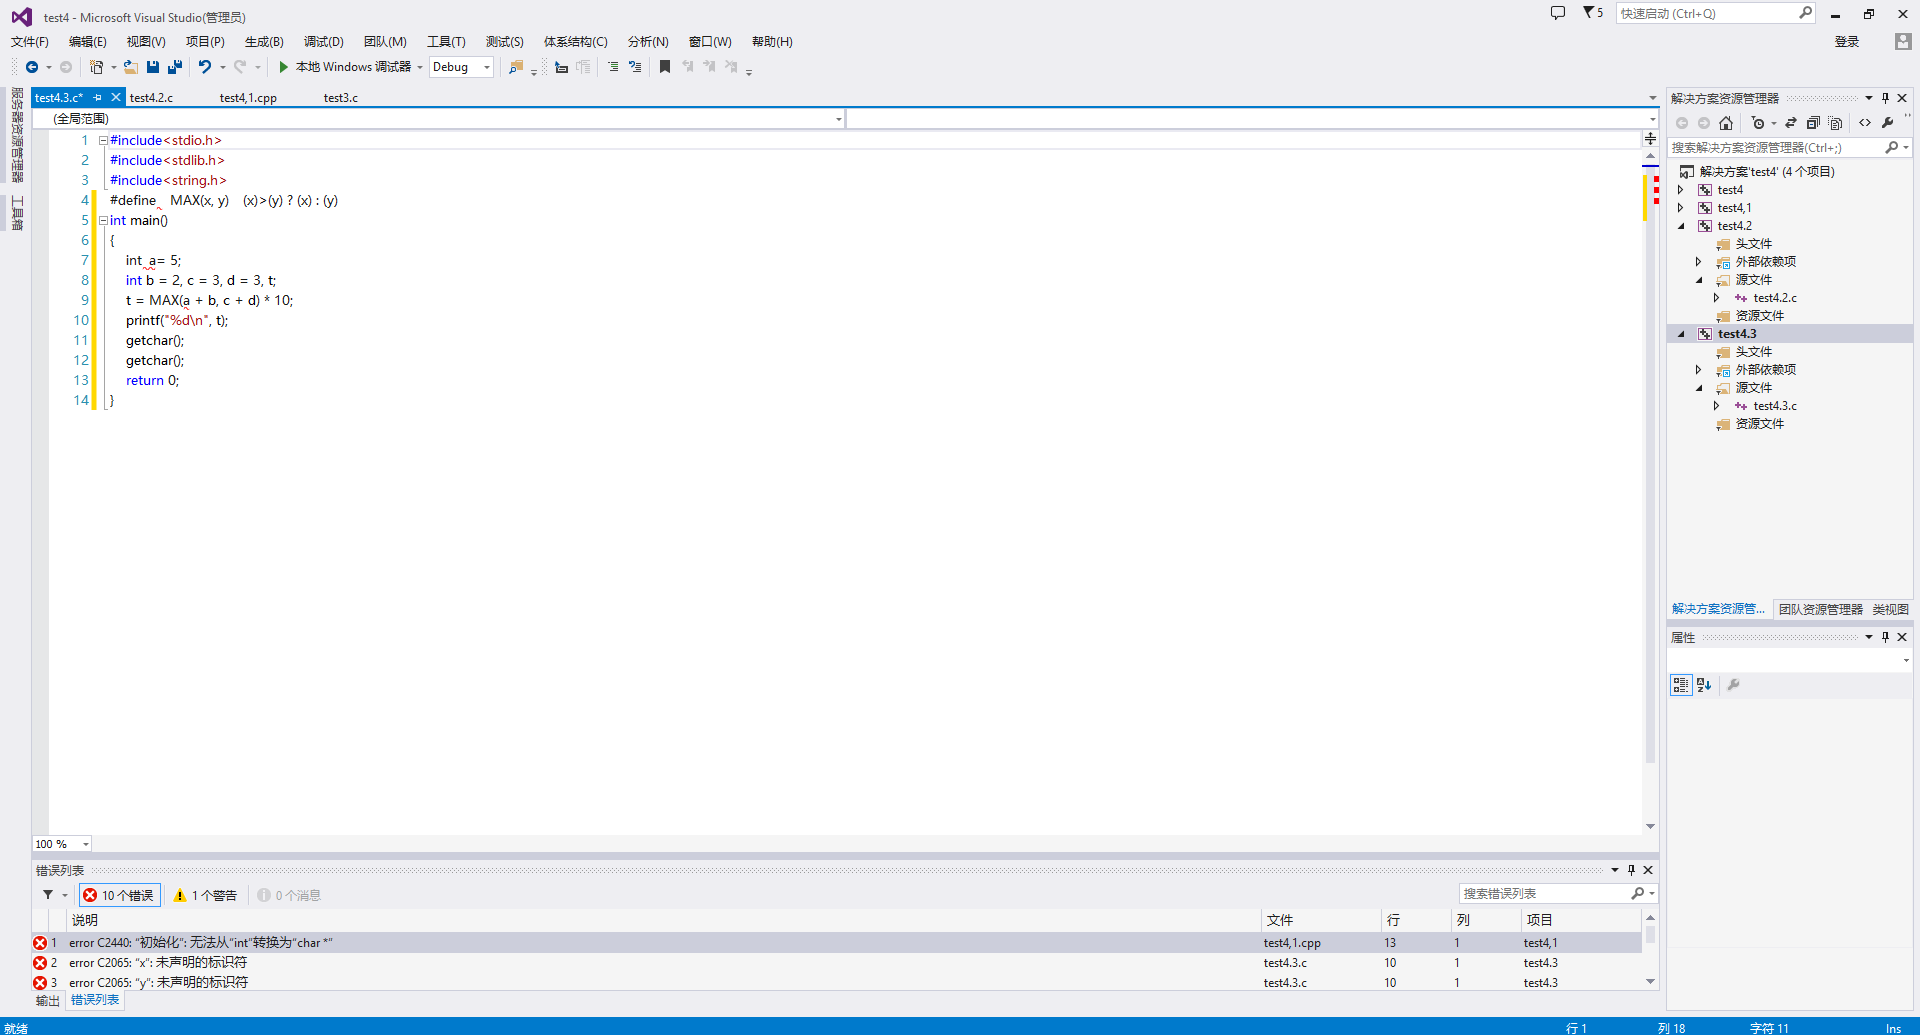 test4 - Microsoft Visual Studio(管理员)
5
快速启动 (Ctrl+Q)
文件(F) 编辑(E) 视图(V) 项目(P) 生成(B) 调试(D) 团队(M) 工具(T) 测试(S) 体系结构(C) 分析(N) 窗口(W) 帮助(H)
登录
本地 Windows 调试器 Debug
服务器资源管理器
工具箱
test4.3.c* test4.2.c test4,1.cpp test3.c
(全局范围)
1 #include<stdio.h>
2 #include<stdlib.h>
3 #include<string.h>
4 #define MAX(x, y) (x)>(y) ? (x) : (y)
5 int main()
6 {
7 int a= 5;
8 int b = 2, c = 3, d = 3, t;
9 t = MAX(a + b, c + d) * 10;
10 printf("%d\n", t);
11 getchar();
12 getchar();
13 return 0;
14 }
100 %
解决方案资源管理器
搜索解决方案资源管理器(Ctrl+;)
解决方案'test4' (4 个项目)
test4
test4,1
test4.2
头文件
外部依赖项
源文件
test4.2.c
资源文件
test4.3
头文件
外部依赖项
源文件
test4.3.c
资源文件
解决方案资源管... 团队资源管理器 类视图
属性
错误列表
10 个错误 1 个警告 0 个消息
搜索错误列表
说明 文件 行 列 项目
1 error C2440: “初始化”: 无法从“int”转换为“char *” test4,1.cpp 13 1 test4,1
2 error C2065: “x”: 未声明的标识符 test4.3.c 10 1 test4.3
3 error C2065: “y”: 未声明的标识符 test4.3.c 10 1 test4.3
输出 错误列表
就绪 行 1 列 18 字符 11 Ins